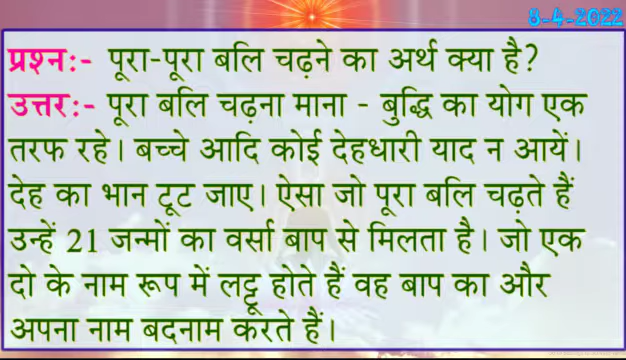 8-4-2022
प्रश्न:- पूरा-पूरा बलि चढ़ने का अर्थ क्या है?
उत्तर:- पूरा बलि चढ़ना माना - बुद्धि का योग एक
तरफ रहे। बच्चे आदि कोई देहधारी याद न आयें।
देह का भान टूट जाए। ऐसा जो पूरा बलि चढ़ते हैं
उन्हें 21 जन्मों का वर्सा बाप से मिलता है। जो एक
दो के नाम रूप में लट्टू होते हैं वह बाप का और
अपना नाम बदनाम करते हैं।